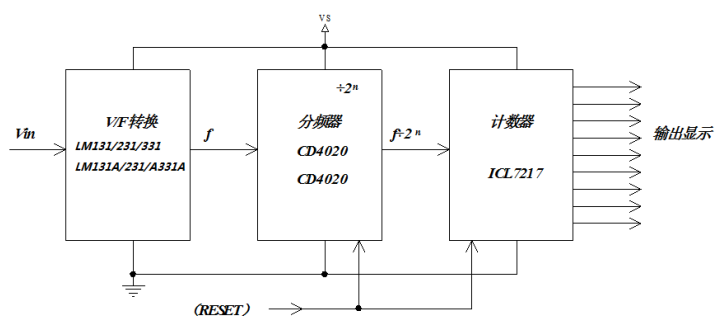 VS
Vin
V/F转换
LM131/231/331
LM131A/231/A331A
f
÷2ⁿ
分频器
CD4020
CD4020
f÷2ⁿ
计数器
ICL7217
输出显示
（RESET）